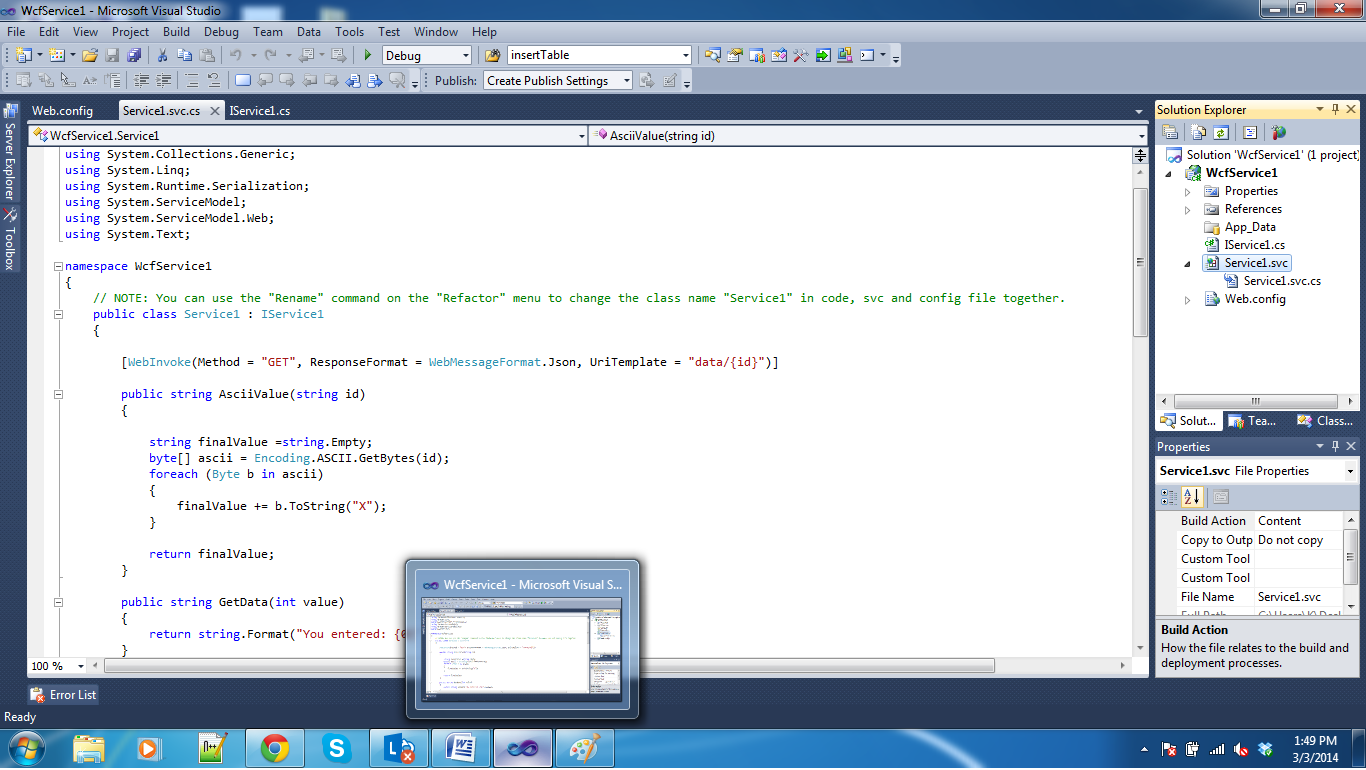 WcfService1 - Microsoft Visual Studio
File Edit View Project Build Debug Team Data Tools Test Window Help
Debug insertTable
Publish: Create Publish Settings
Web.config Service1.svc.cs IService1.cs
WcfService1.Service1 AsciiValue(string id)
Server Explorer
Toolbox
using System.Collections.Generic;
using System.Linq;
using System.Runtime.Serialization;
using System.ServiceModel;
using System.ServiceModel.Web;
using System.Text;
namespace WcfService1
{
// NOTE: You can use the "Rename" command on the "Refactor" menu to change the class name "Service1" in code, svc and config file together.
public class Service1 : IService1
{
[WebInvoke(Method = "GET", ResponseFormat = WebMessageFormat.Json, UriTemplate = "data/{id}")]
public string AsciiValue(string id)
{
string finalValue =string.Empty;
byte[] ascii = Encoding.ASCII.GetBytes(id);
foreach (Byte b in ascii)
{
finalValue += b.ToString("X");
}
return finalValue;
}
public string GetData(int value)
{
return string.Format("You entered: {0
}
100 %
Solution Explorer
Solution 'WcfService1' (1 project)
WcfService1
Properties
References
App_Data
IService1.cs
Service1.svc
Service1.svc.cs
Web.config
Solut... Tea... Class...
Properties
Service1.svc File Properties
Build Action Content
Copy to Outp Do not copy
Custom Tool
Custom Tool
File Name Service1.svc
Build Action
How the file relates to the build and
deployment processes.
WcfService1 - Microsoft Visual S...
Error List
Ready
1:49 PM
3/3/2014